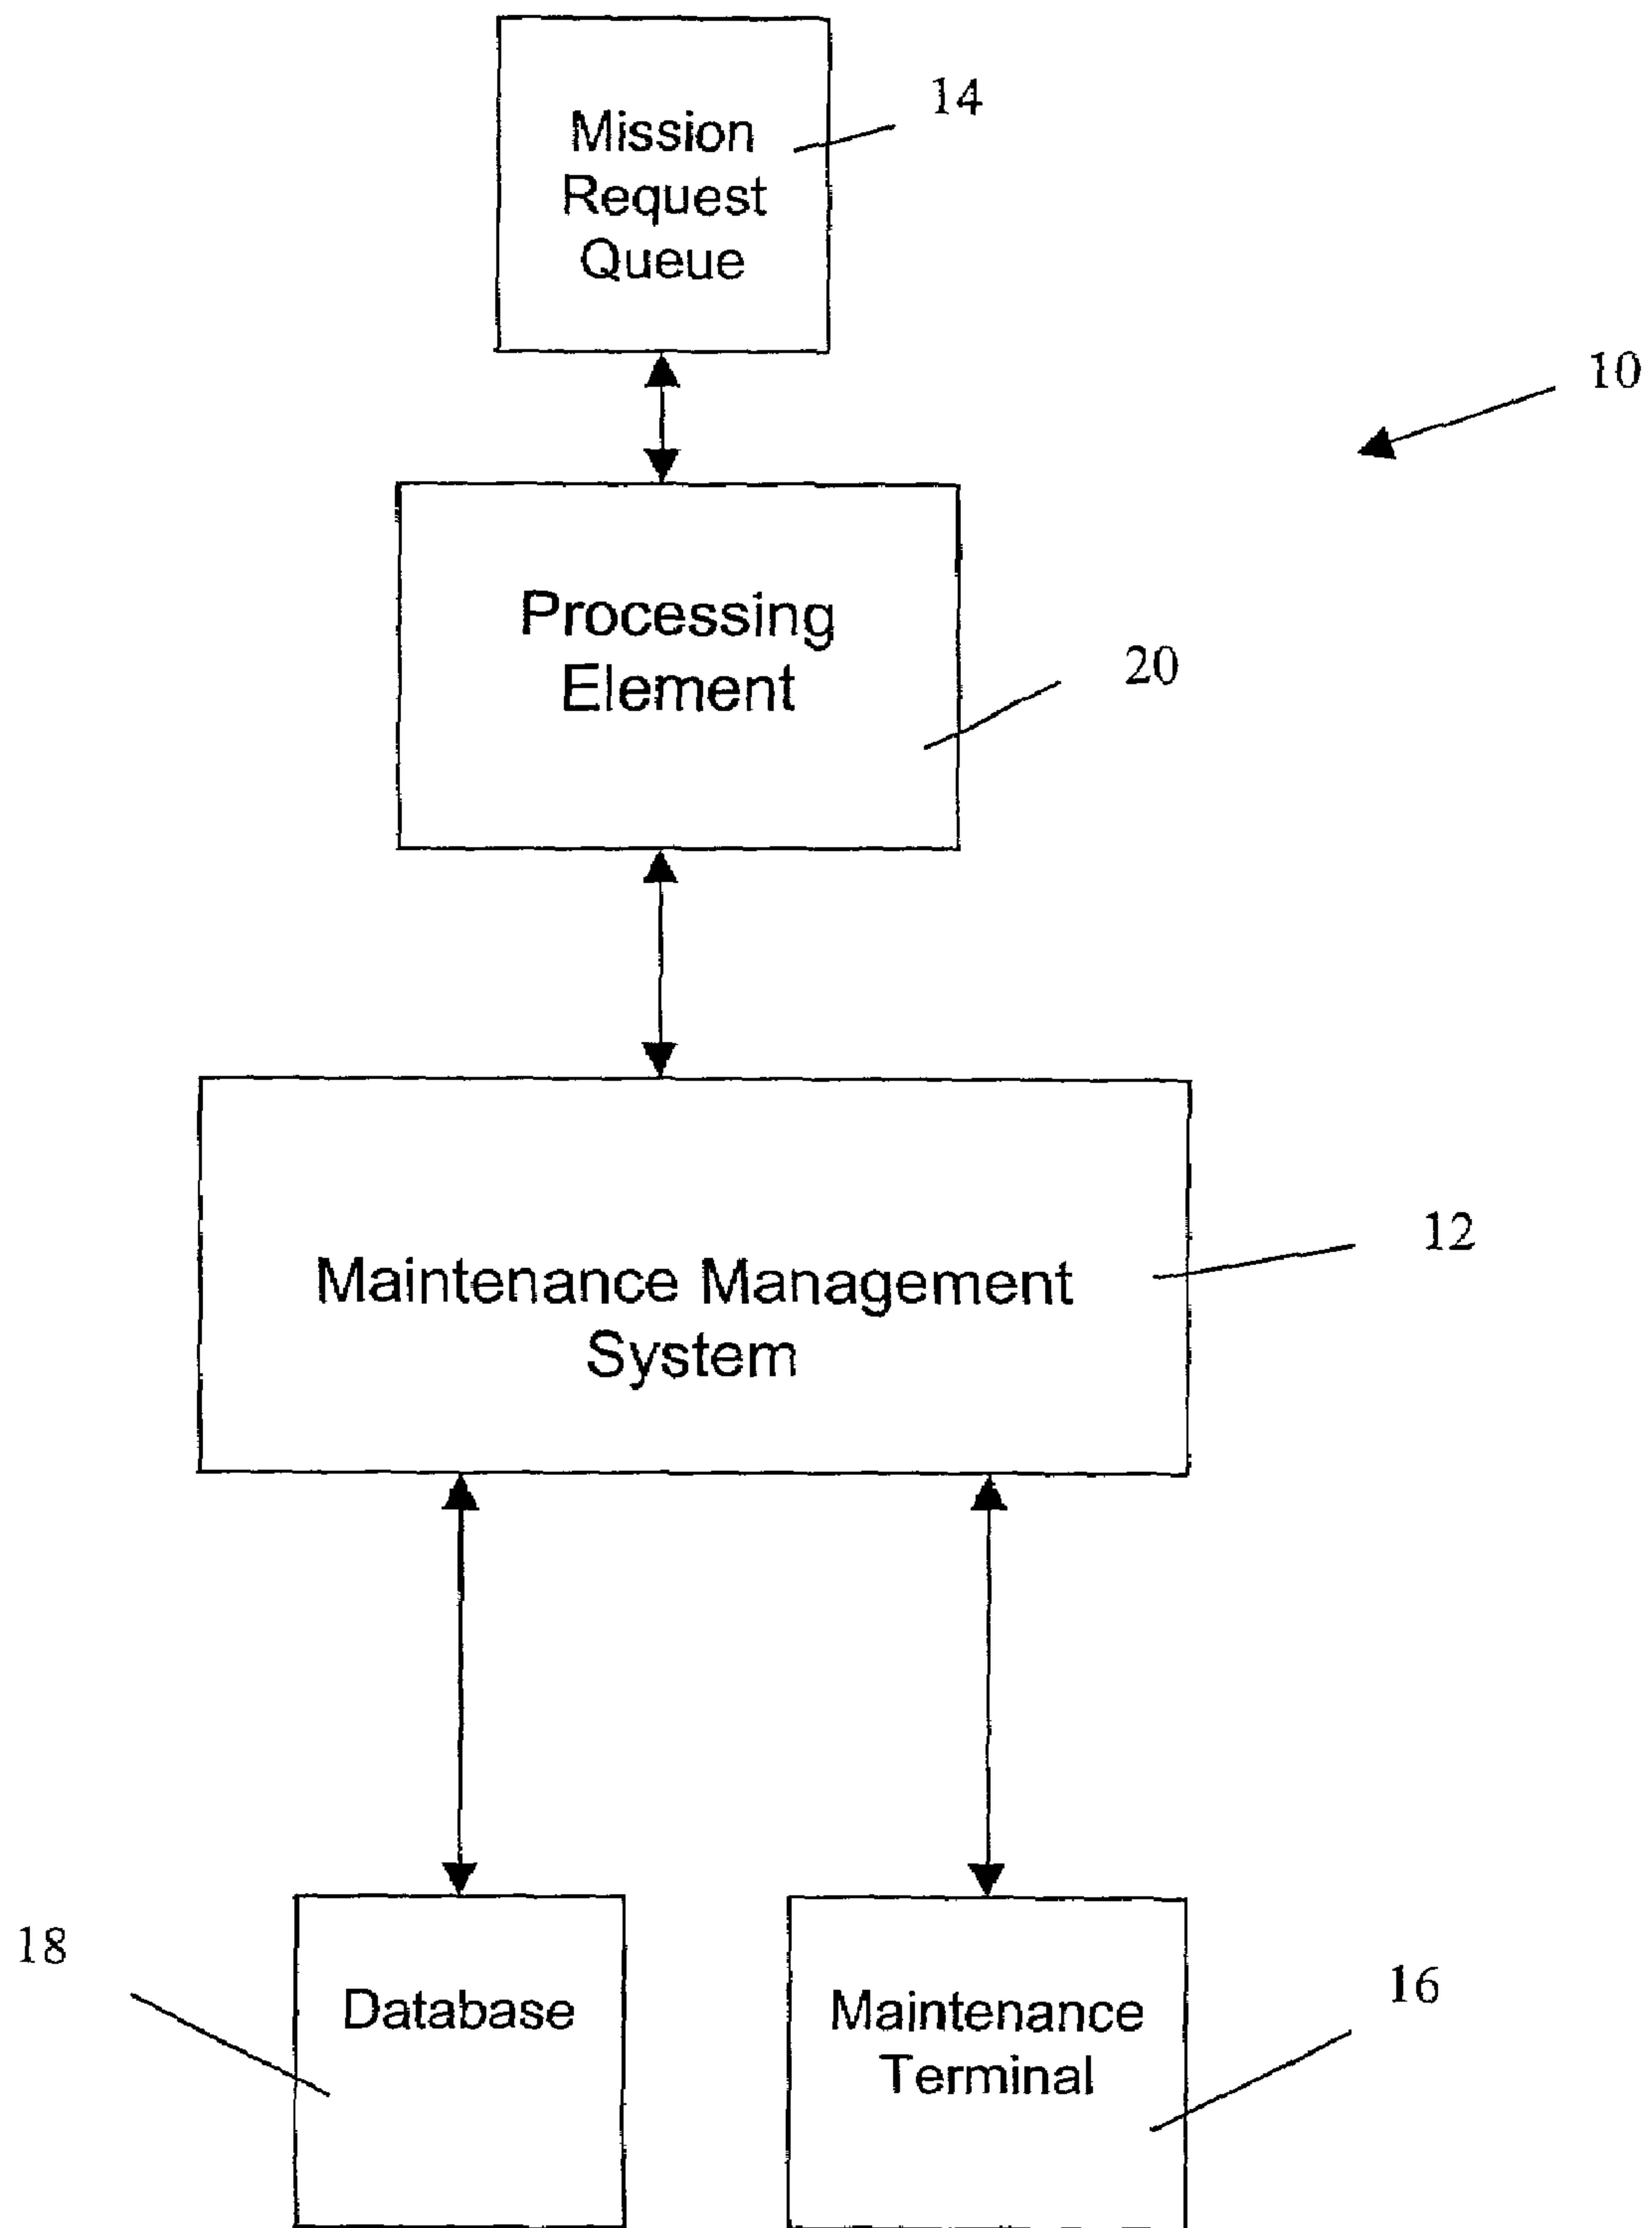 14
Mission
Request
Queue
10
Processing
Element
20
12
Maintenance Management
System
18
Database
16
Maintenance
Terminal